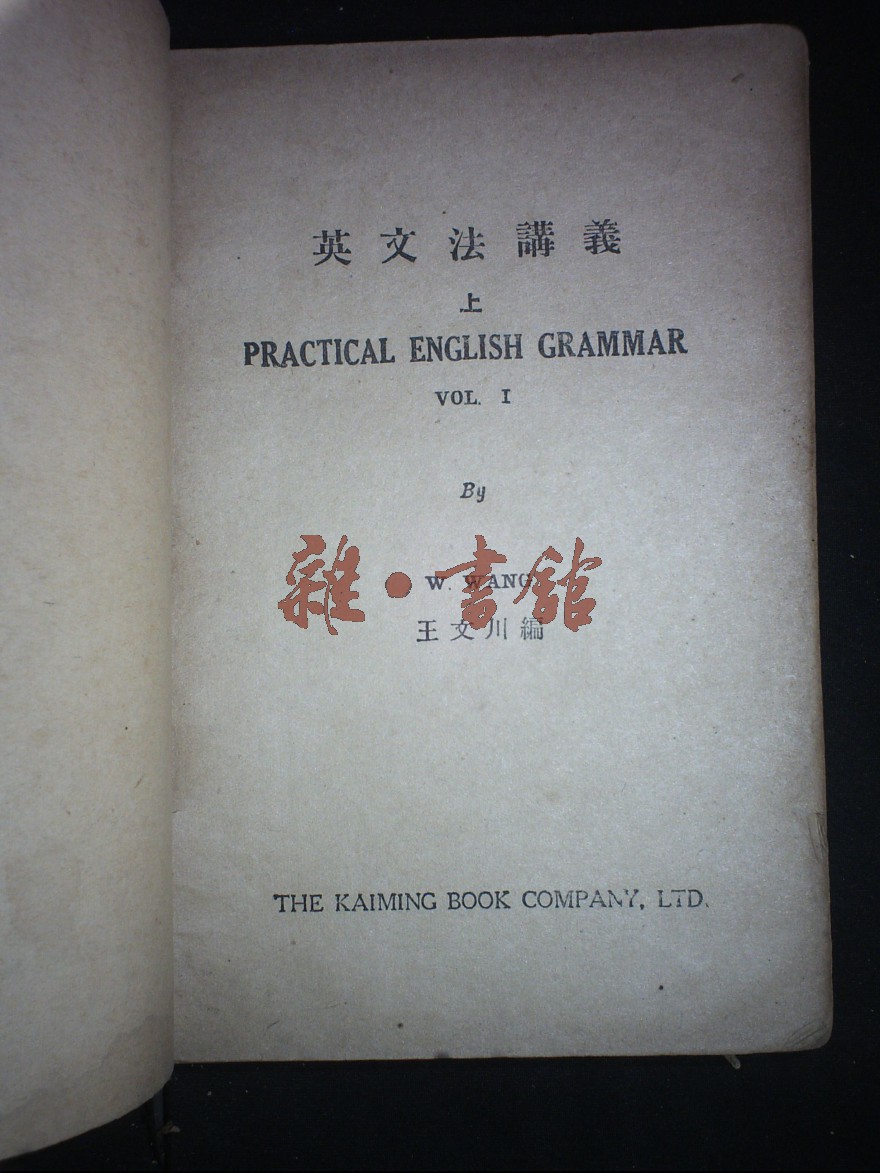 英文法講義
上
PRACTICAL ENGLISH GRAMMAR
VOL. I
By
W. WANG
雜·書館
王文川編
THE KAIMING BOOK COMPANY, LTD.